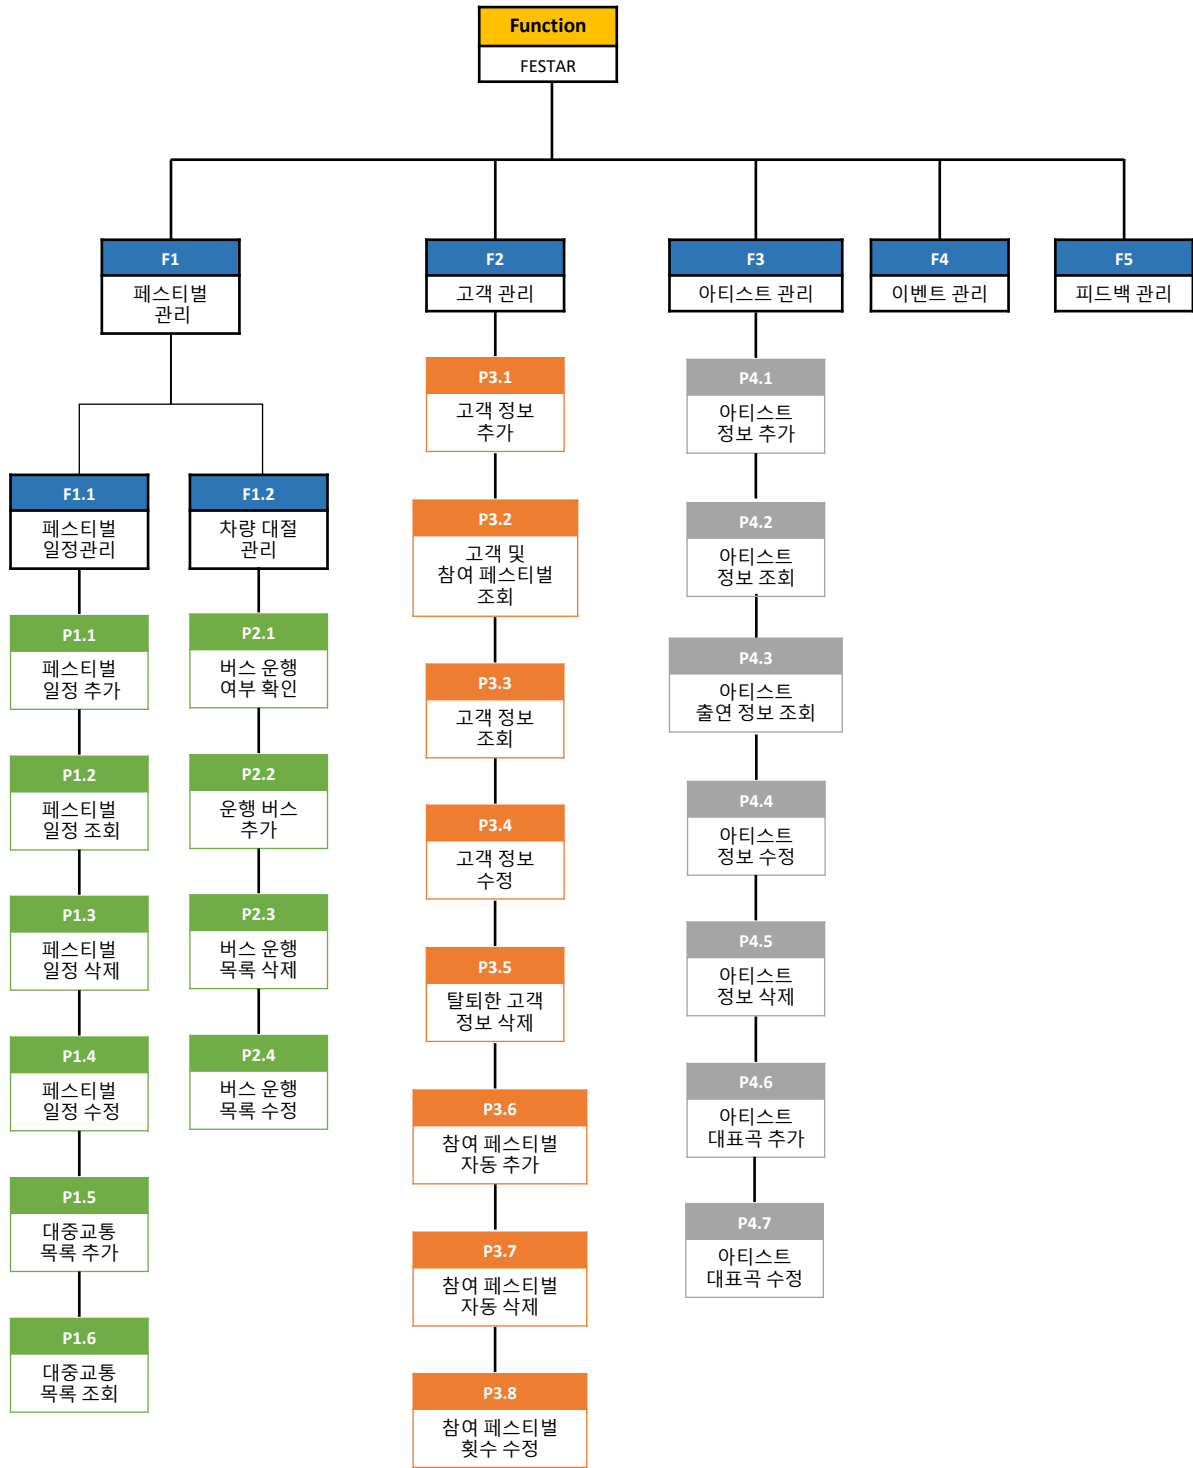 Function
FESTAR
F1
페스티벌
관리
F2
고객 관리
F3
아티스트 관리
F4
이벤트 관리
F5
피드백 관리
F1.1
페스티벌
일정관리
P1.1
페스티벌
일정 추가
P1.2
페스티벌
일정 조회
P1.3
페스티벌
일정 삭제
P1.4
페스티벌
일정 수정
P1.5
대중교통
목록 추가
P1.6
대중교통
목록 조회
F1.2
차량 대절
관리
P2.1
버스 운행
여부 확인
P2.2
운행 버스
추가
P2.3
버스 운행
목록 삭제
P2.4
버스 운행
목록 수정
P3.1
고객 정보
추가
P3.2
고객 및
참여 페스티벌
조회
P3.3
고객 정보
조회
P3.4
고객 정보
수정
P3.5
탈퇴한 고객
정보 삭제
P3.6
참여 페스티벌
자동 추가
P3.7
참여 페스티벌
자동 삭제
P3.8
참여 페스티벌
횟수 수정
P4.1
아티스트
정보 추가
P4.2
아티스트
정보 조회
P4.3
아티스트
출연 정보 조회
P4.4
아티스트
정보 수정
P4.5
아티스트
정보 삭제
P4.6
아티스트
대표곡 추가
P4.7
아티스트
대표곡 수정